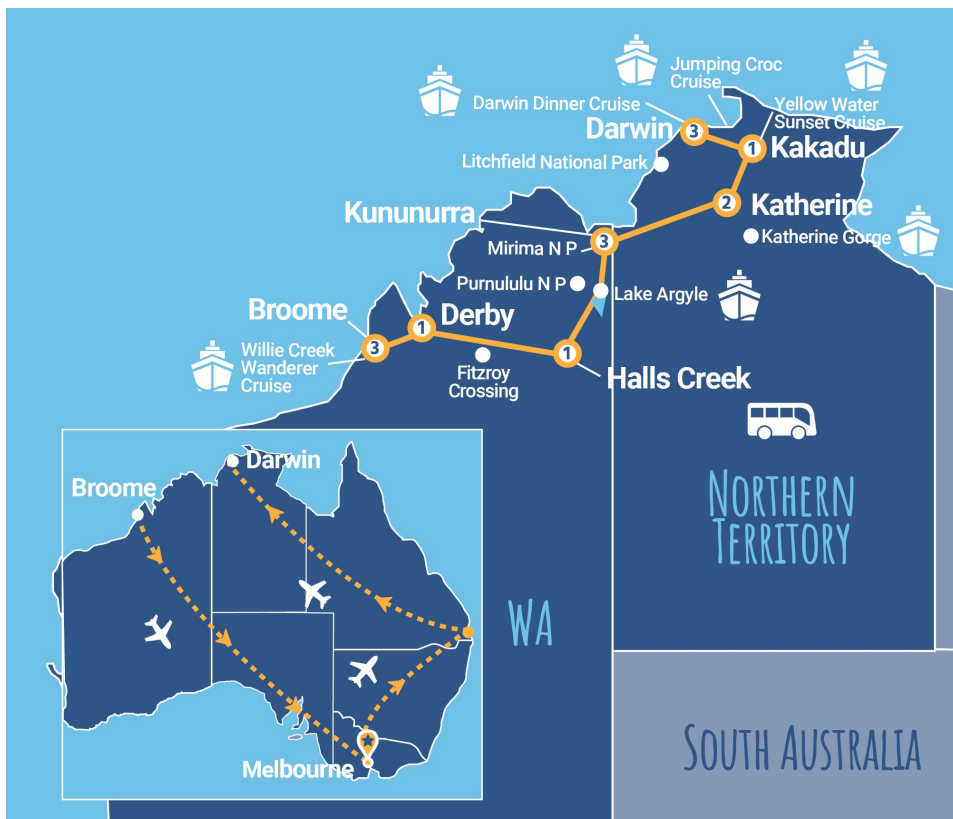 Jumping Croc
Cruise
Darwin Dinner Cruise
Yellow Water
Sunset Cruise
Darwin
3
1
Kakadu
Litchfield National Park
2
Katherine
Kununurra
3
Mirima N P
Katherine Gorge
Purnululu N P
Lake Argyle
Broome
1
Derby
3
Willie Creek
Wanderer
Cruise
1
Fitzroy
Crossing
Halls Creek
NORTHERN
TERRITORY
WA
SOUTH AUSTRALIA
Darwin
Broome
Melbourne